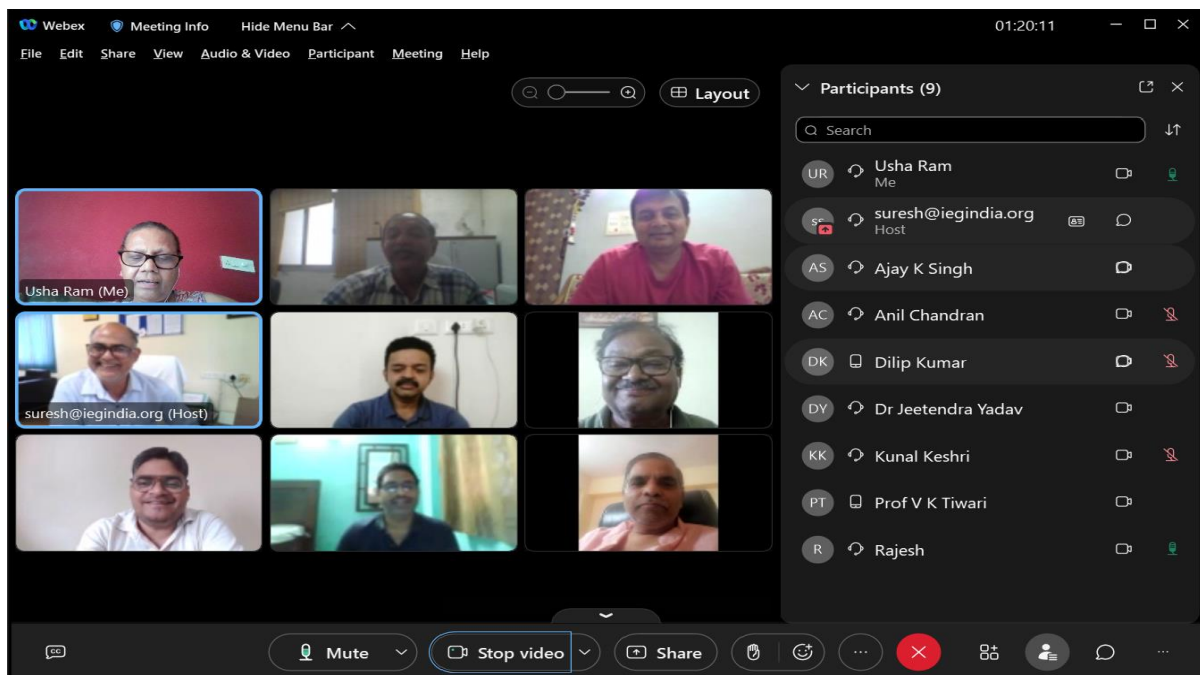 Webex Meeting Info Hide Menu Bar 01:20:11
File Edit Share View Audio & Video Participant Meeting Help
Layout
Usha Ram (Me)
suresh@iegindia.org (Host)
Participants (9)
Search
UR Usha Ram
Me
SS suresh@iegindia.org
Host
AS Ajay K Singh
AC Anil Chandran
DK Dilip Kumar
DY Dr Jeetendra Yadav
KK Kunal Keshri
PT Prof V K Tiwari
R Rajesh
CC Mute Stop video Share